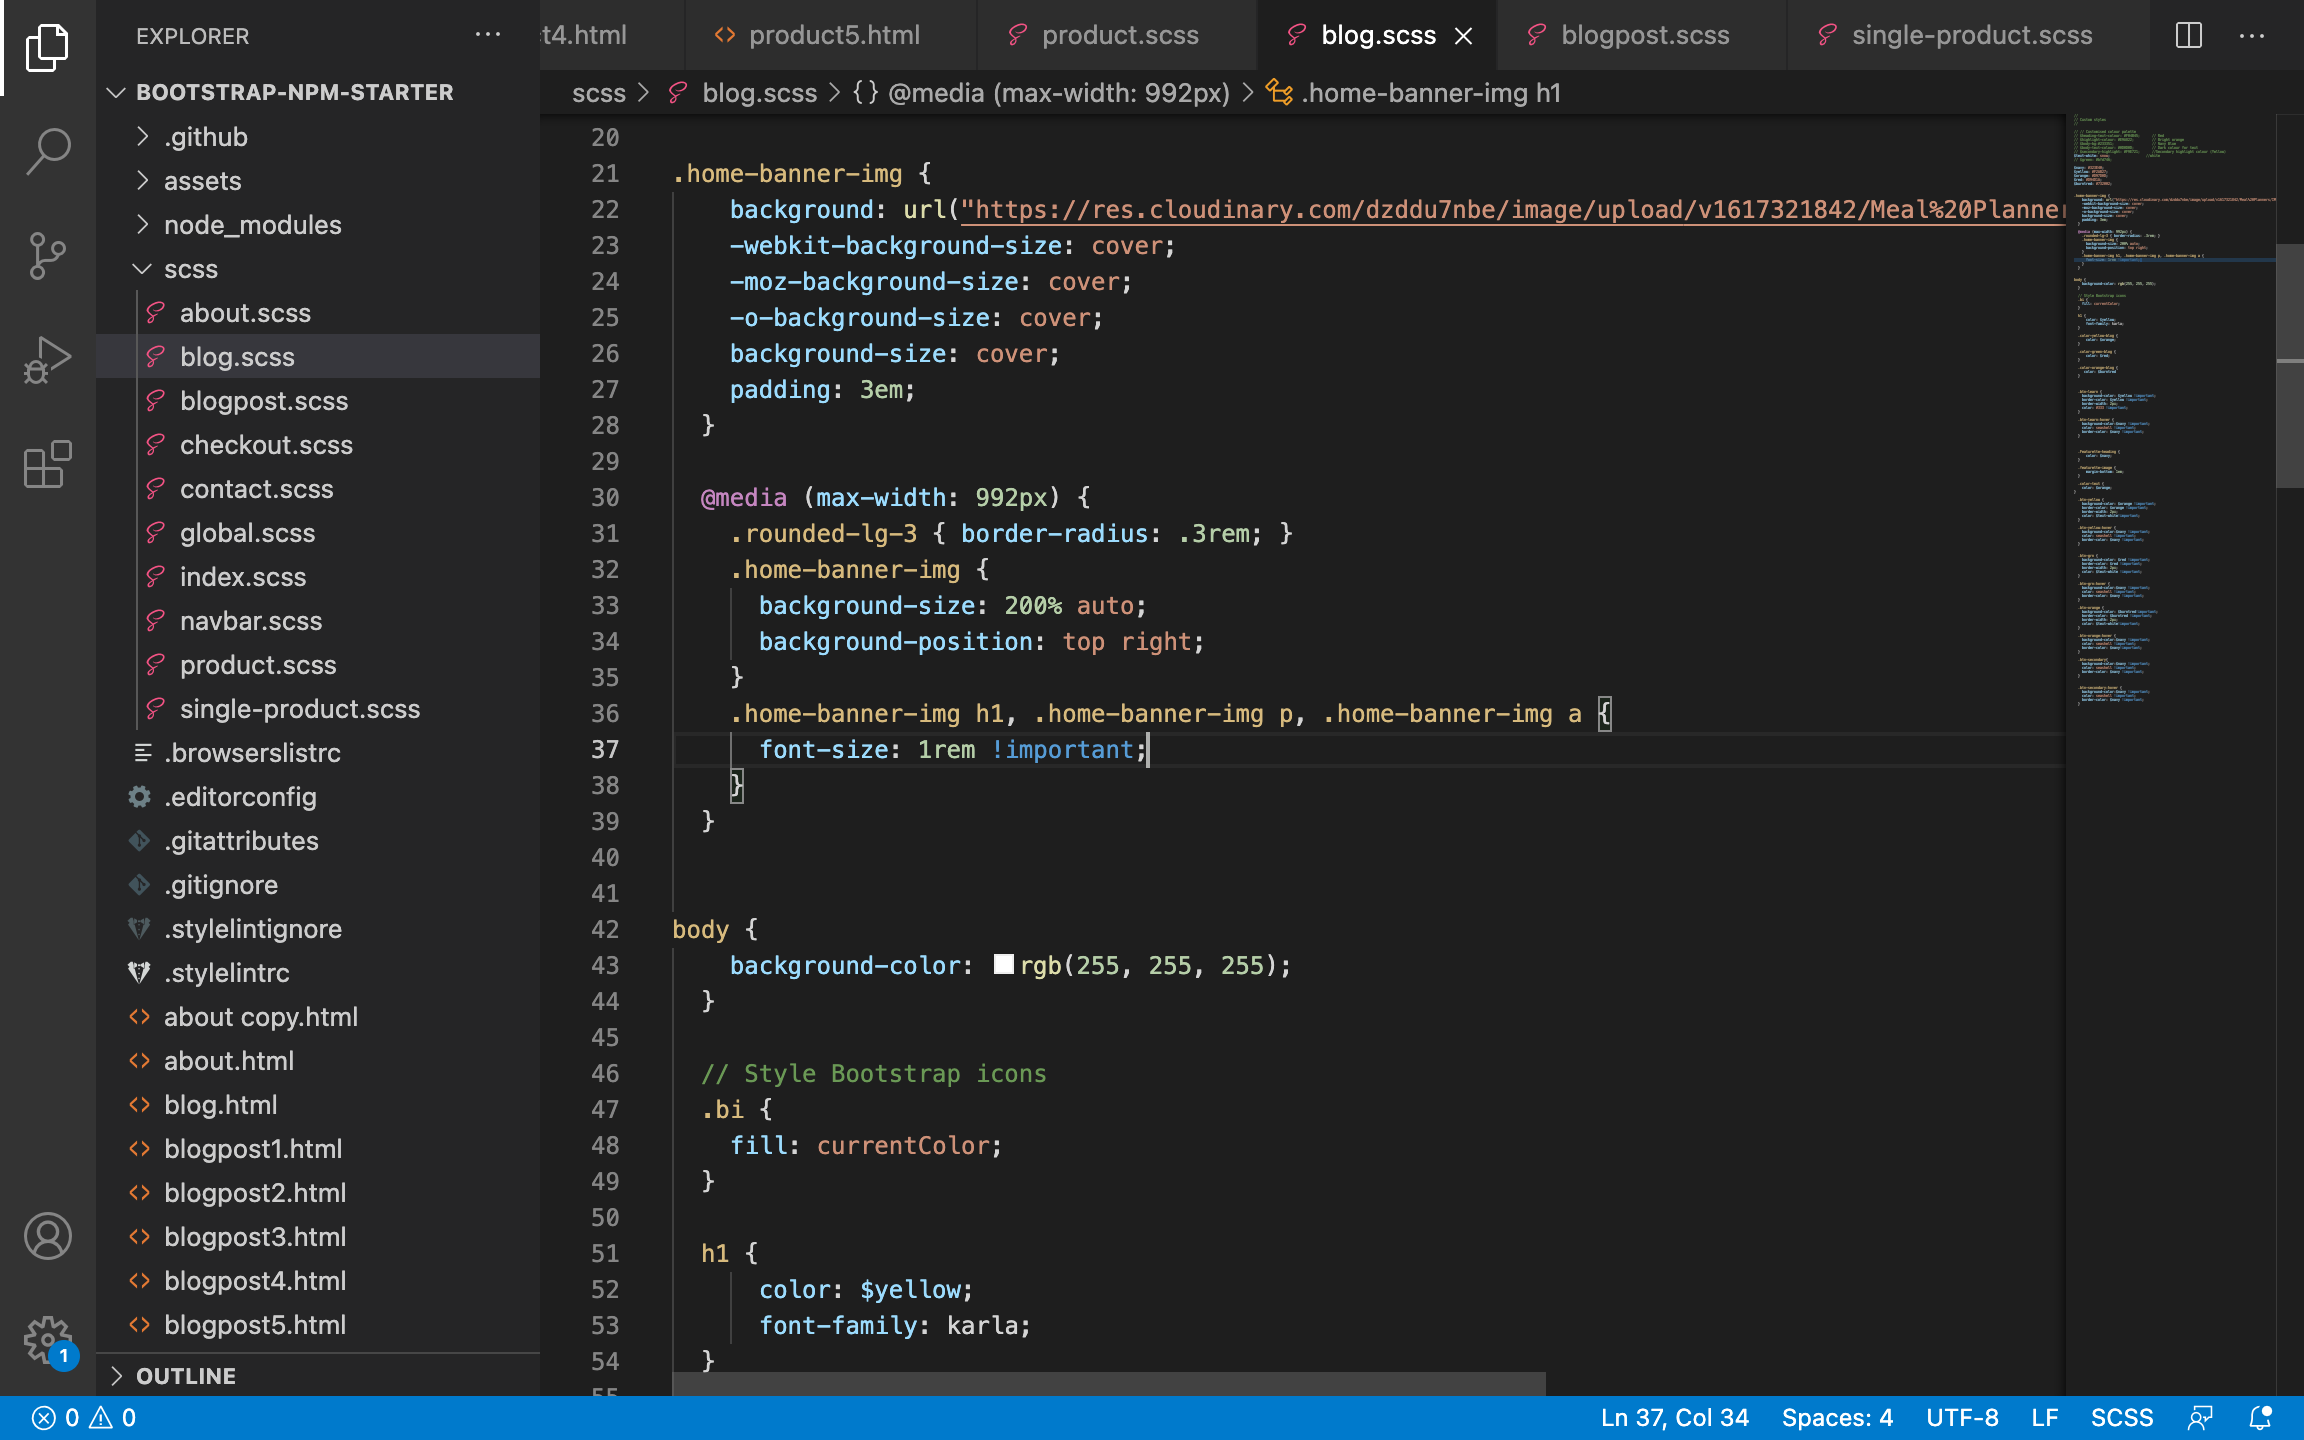 EXPLORER
BOOTSTRAP-NPM-STARTER
.github
assets
node_modules
scss
about.scss
blog.scss
blogpost.scss
checkout.scss
contact.scss
global.scss
index.scss
navbar.scss
product.scss
single-product.scss
.browserslistrc
.editorconfig
.gitattributes
.gitignore
.stylelintignore
.stylelintrc
about copy.html
about.html
blog.html
blogpost1.html
blogpost2.html
blogpost3.html
blogpost4.html
blogpost5.html
OUTLINE
1
t4.html product5.html product.scss blog.scss blogpost.scss single-product.scss
scss > blog.scss > {} @media (max-width: 992px) > .home-banner-img h1
20
21 .home-banner-img {
22 background: url("https://res.cloudinary.com/dzddu7nbe/image/upload/v1617321842/Meal%20Planner
23 -webkit-background-size: cover;
24 -moz-background-size: cover;
25 -o-background-size: cover;
26 background-size: cover;
27 padding: 3em;
28 }
29
30 @media (max-width: 992px) {
31 .rounded-lg-3 { border-radius: .3rem; }
32 .home-banner-img {
33 background-size: 200% auto;
34 background-position: top right;
35 }
36 .home-banner-img h1, .home-banner-img p, .home-banner-img a {
37 font-size: 1rem !important;
38 }
39 }
40
41
42 body {
43 background-color: rgb(255, 255, 255);
44 }
45
46 // Style Bootstrap icons
47 .bi {
48 fill: currentColor;
49 }
50
51 h1 {
52 color: $yellow;
53 font-family: karla;
54 }
55
0 0 Ln 37, Col 34 Spaces: 4 UTF-8 LF SCSS